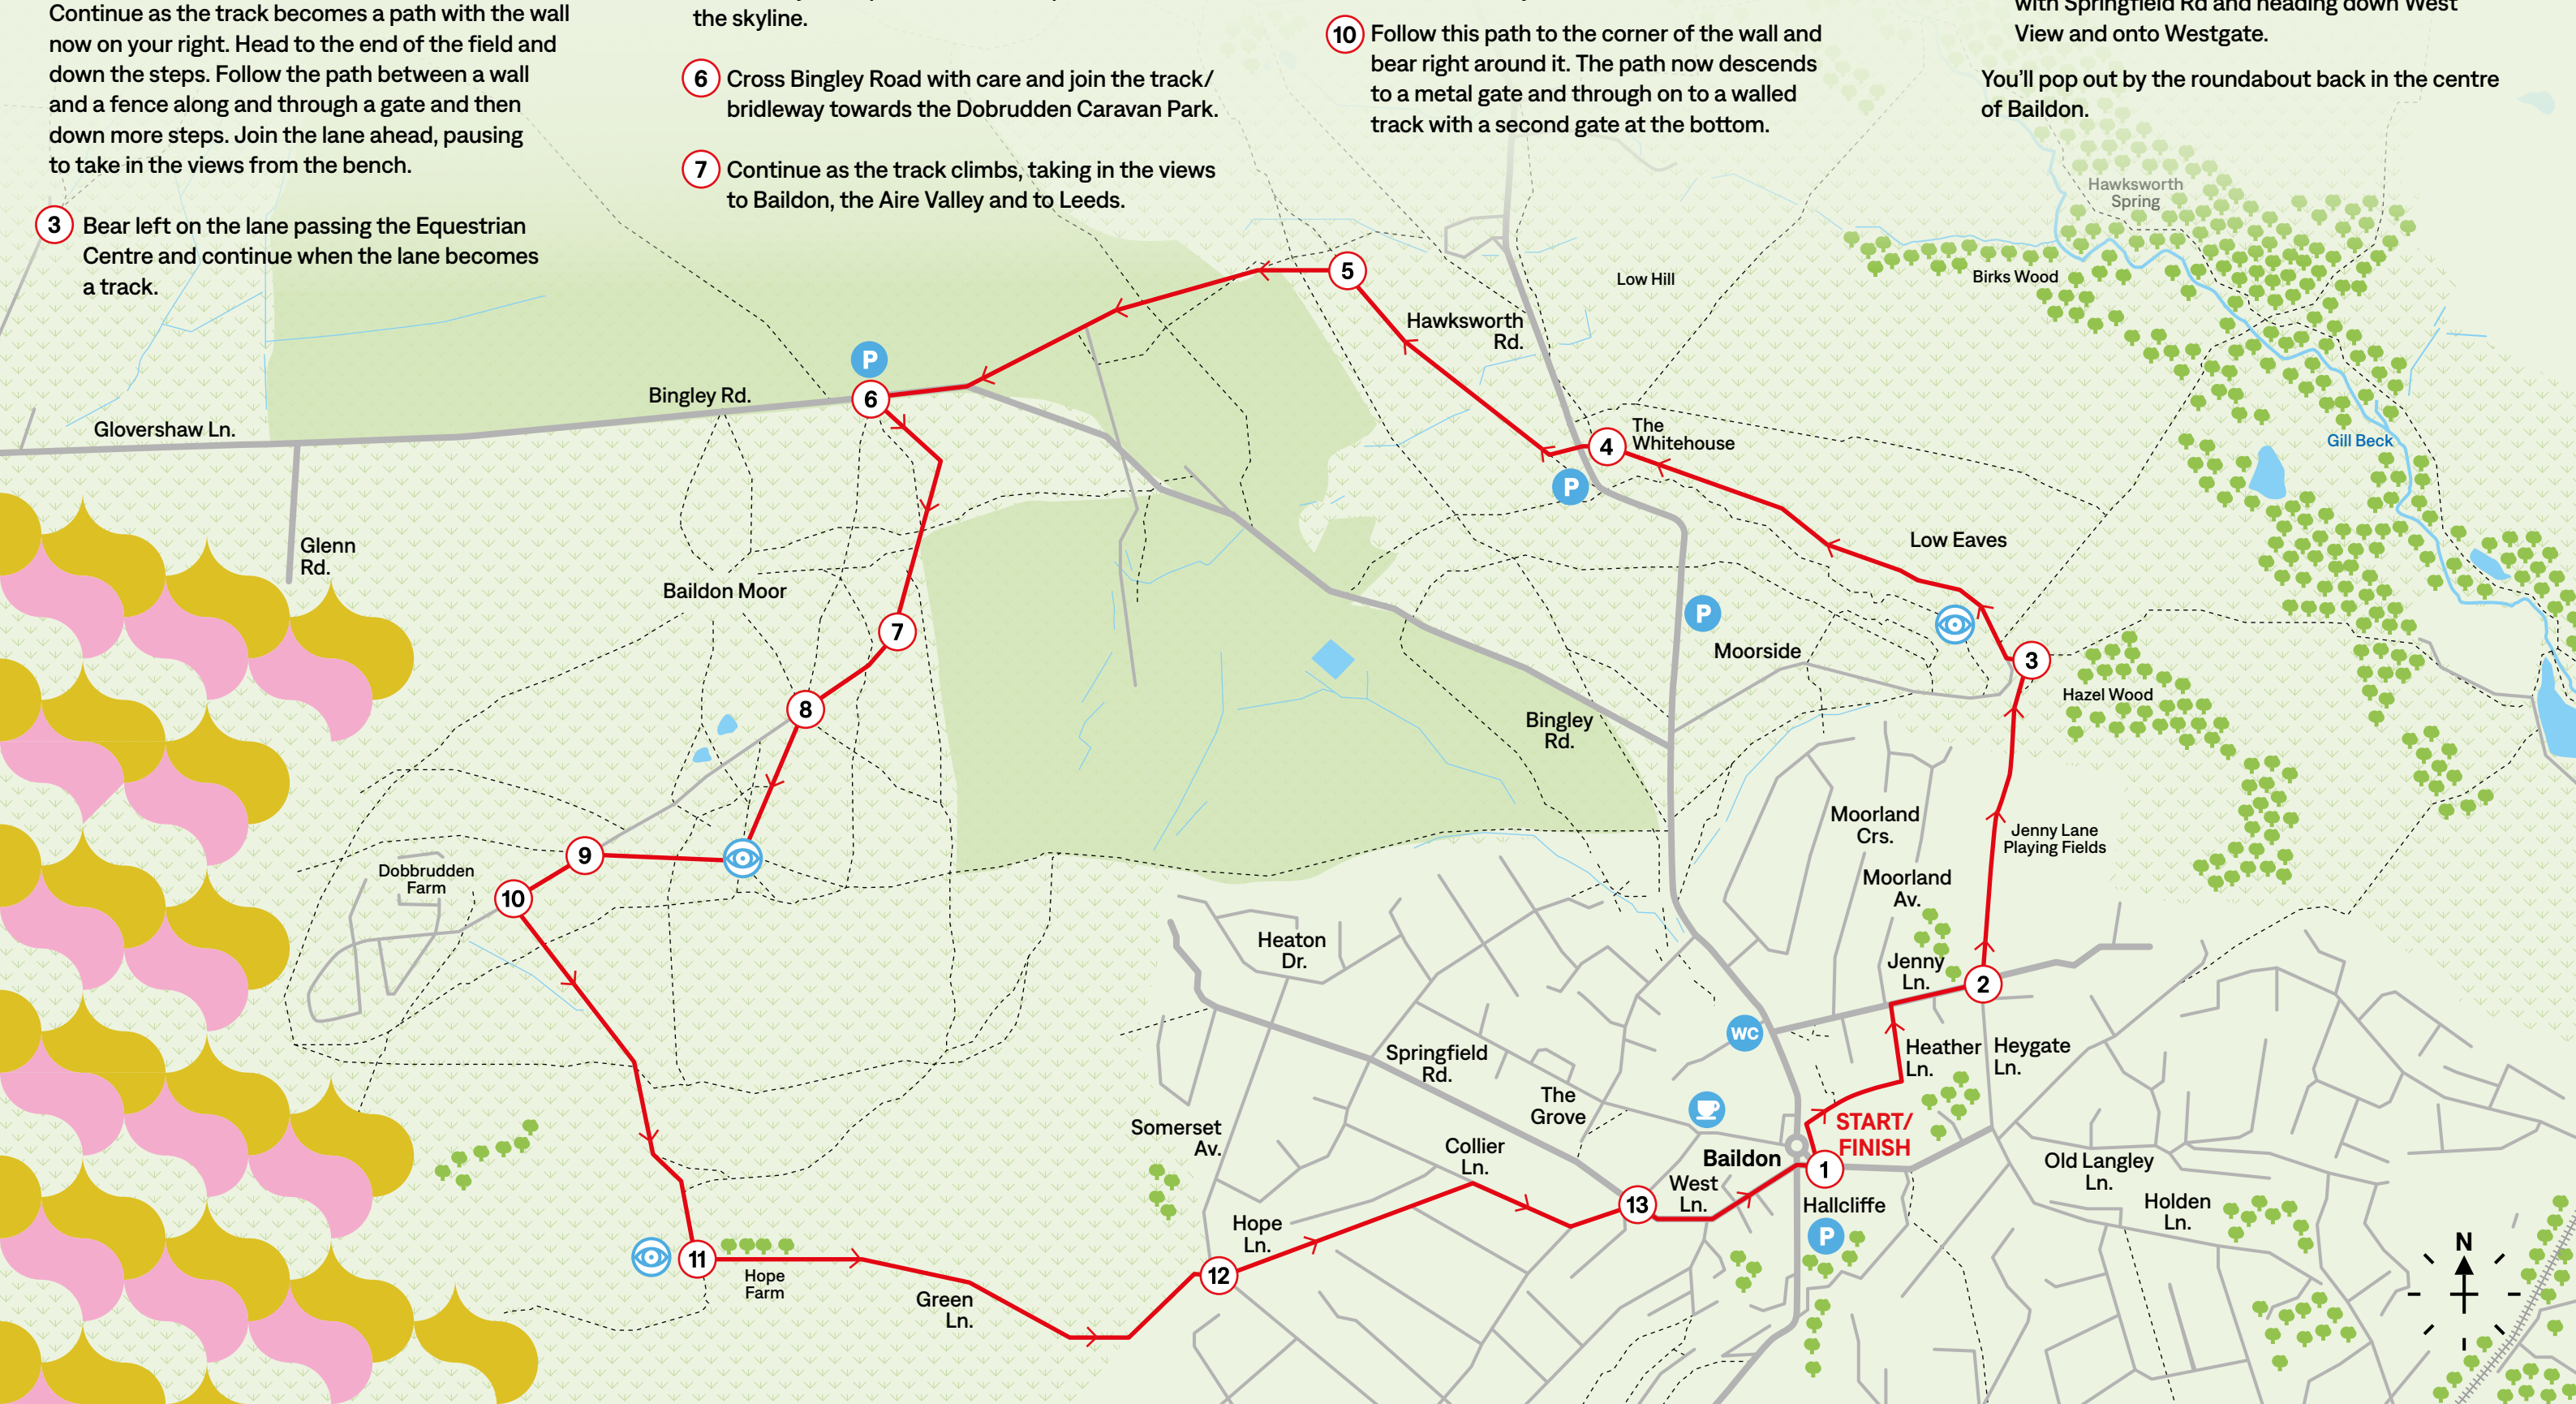 Continue as the track becomes a path with the wall
now on your right. Head to the end of the field and
down the steps. Follow the path between a wall
and a fence along and through a gate and then
down more steps. Join the lane ahead, pausing
to take in the views from the bench.
3 Bear left on the lane passing the Equestrian
Centre and continue when the lane becomes
a track.
the skyline.
6 Cross Bingley Road with care and join the track/
bridleway towards the Dobrudden Caravan Park.
7 Continue as the track climbs, taking in the views
to Baildon, the Aire Valley and to Leeds.
10 Follow this path to the corner of the wall and
bear right around it. The path now descends
to a metal gate and through on to a walled
track with a second gate at the bottom.
with Springfield Rd and heading down West
View and onto Westgate.
You'll pop out by the roundabout back in the centre
of Baildon.
Hawksworth
Spring
Birks Wood
Low Hill
5
Hawksworth
Rd.
P
6
Bingley Rd.
Glovershaw Ln.
4
The
Whitehouse
P
Gill Beck
Low Eaves
Glenn
Rd.
Baildon Moor
7
P
Moorside
3
Hazel Wood
8
Bingley
Rd.
Moorland
Crs.
Jenny Lane
Playing Fields
9
Dobbrudden
Farm
10
Moorland
Av.
Heaton
Dr.
Jenny
Ln.
2
WC
Springfield
Rd.
Heather
Ln.
Heygate
Ln.
The
Grove
START/
FINISH
Somerset
Av.
Collier
Ln.
Baildon
1
Old Langley
Ln.
West
Ln.
13
Hallcliffe
Holden
Ln.
Hope
Ln.
P
N
11
12
Hope
Farm
Green
Ln.